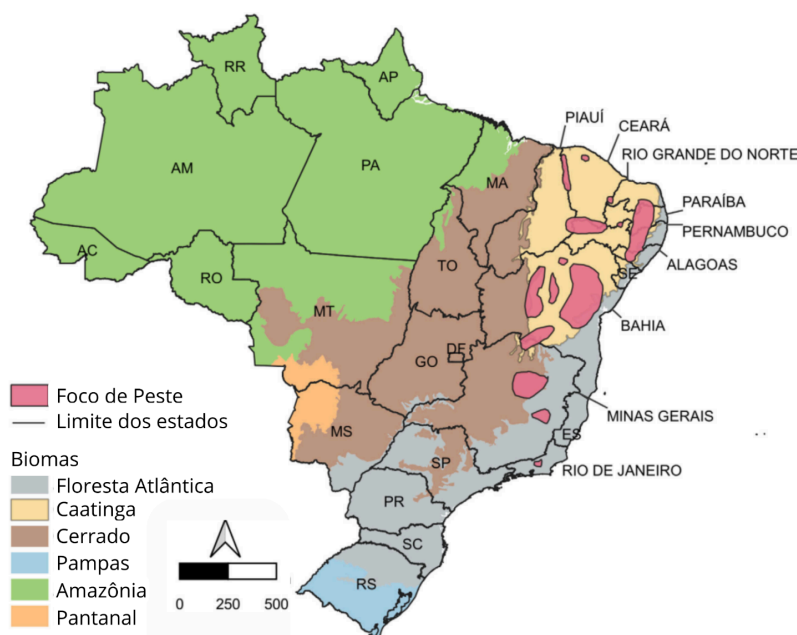 RR
AP
AM
PA
MA
AC
RO
MT
TO
GO
DF
MS
SP
PR
SC
RS
ES
SE
PIAUÍ
CEARÁ
RIO GRANDE DO NORTE
PARAÍBA
PERNAMBUCO
ALAGOAS
BAHIA
MINAS GERAIS
RIO DE JANEIRO
Foco de Peste
Limite dos estados
Biomas
Floresta Atlântica
Caatinga
Cerrado
Pampas
Amazônia
Pantanal
0 250 500